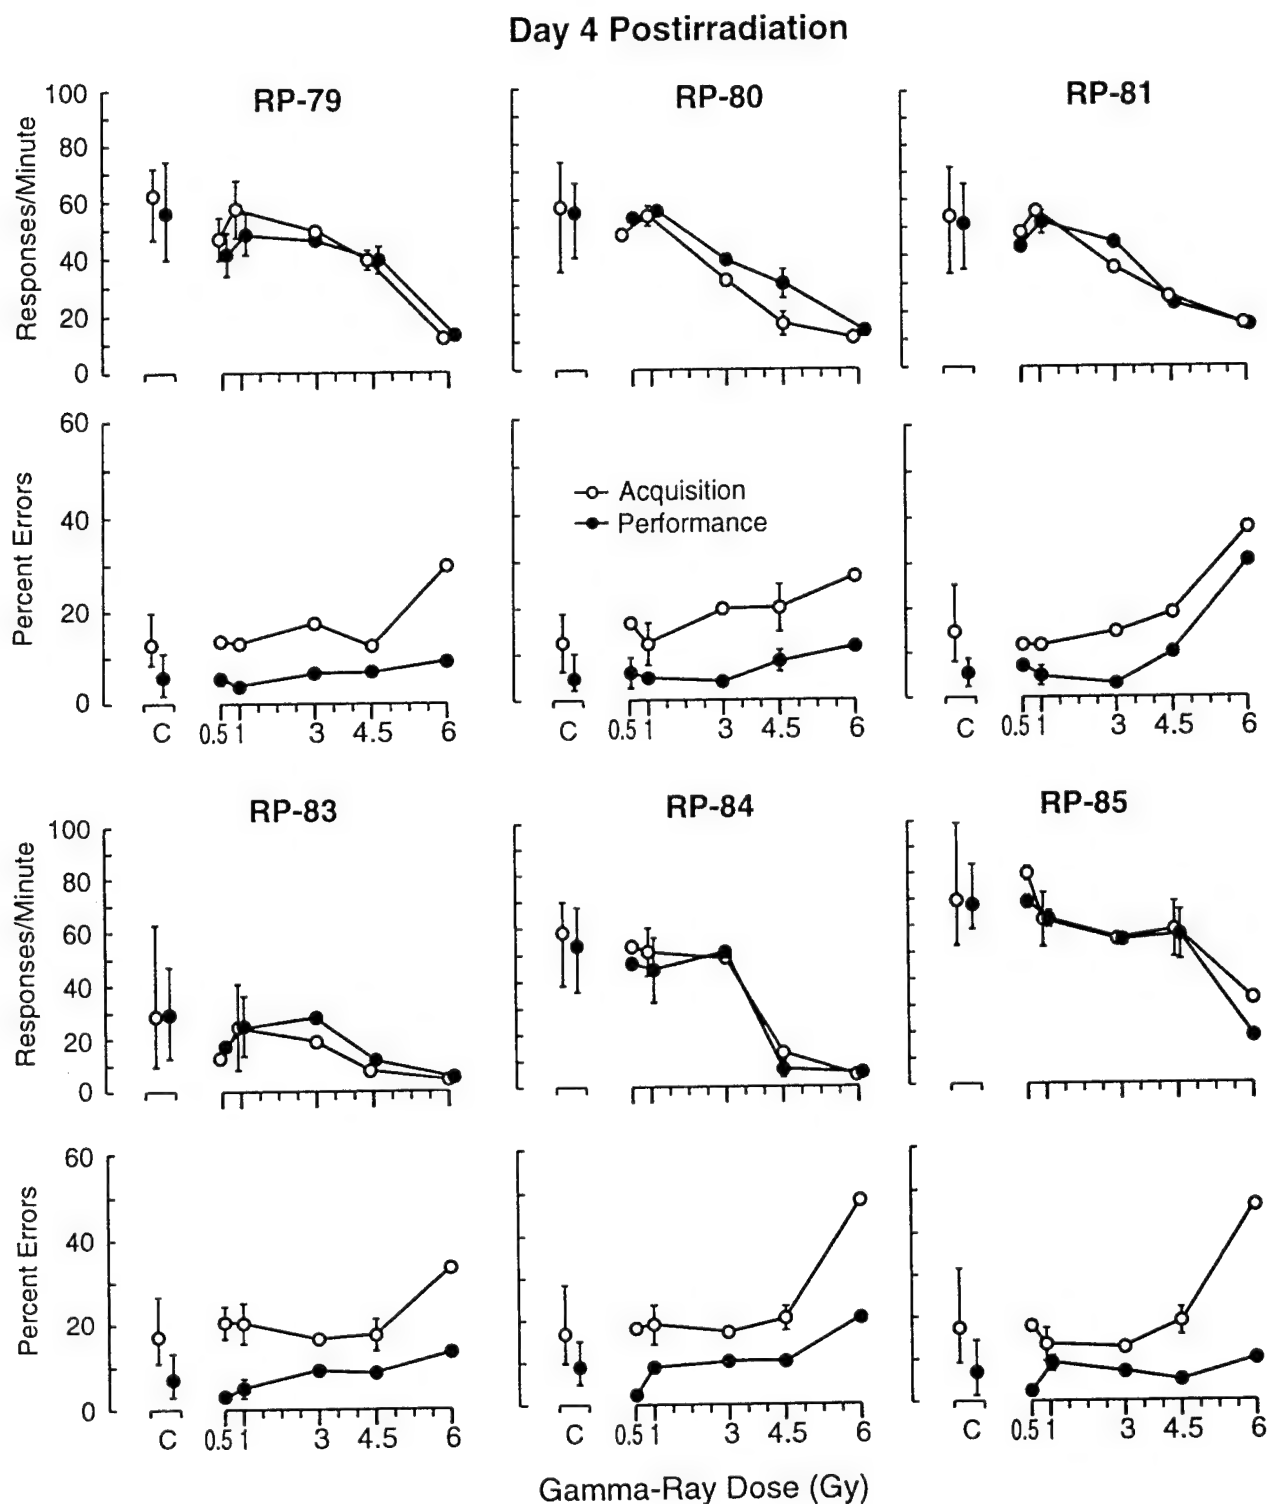 Day 4 Postirradiation
RP-79 RP-80 RP-81
Responses/Minute
100
80
60
40
20
0
Percent Errors
60
40
20
0
Acquisition
Performance
C 0.5 1 3 4.5 6 C 0.5 1 3 4.5 6 C 0.5 1 3 4.5 6
RP-83 RP-84 RP-85
Responses/Minute
100
80
60
40
20
0
Percent Errors
60
40
20
0
C 0.5 1 3 4.5 6 C 0.5 1 3 4.5 6 C 0.5 1 3 4.5 6
Gamma-Ray Dose (Gy)